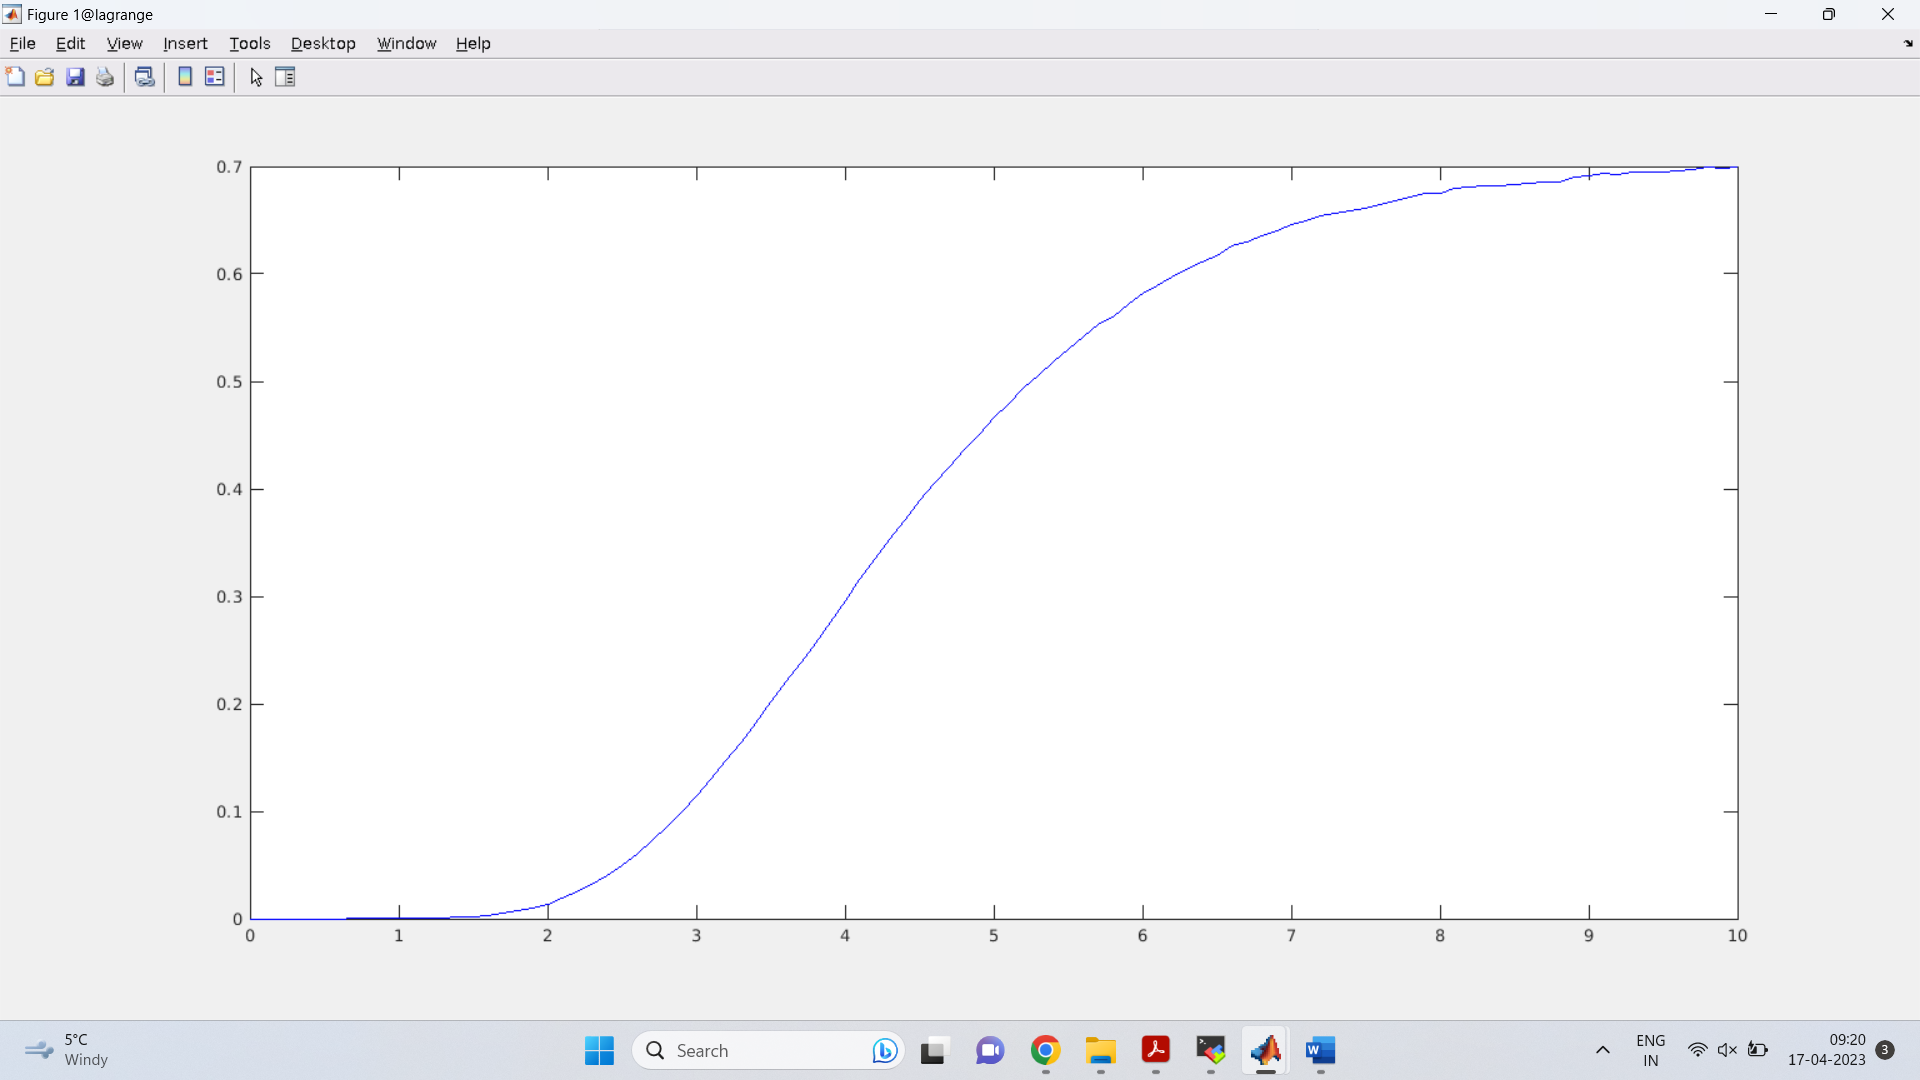 Figure 1@lagrange
File Edit View Insert Tools Desktop Window Help
0.7
0.6
0.5
0.4
0.3
0.2
0.1
0
0 1 2 3 4 5 6 7 8 9 10
5°C
Windy
Search
W
ENG
IN
09:20
17-04-2023
3